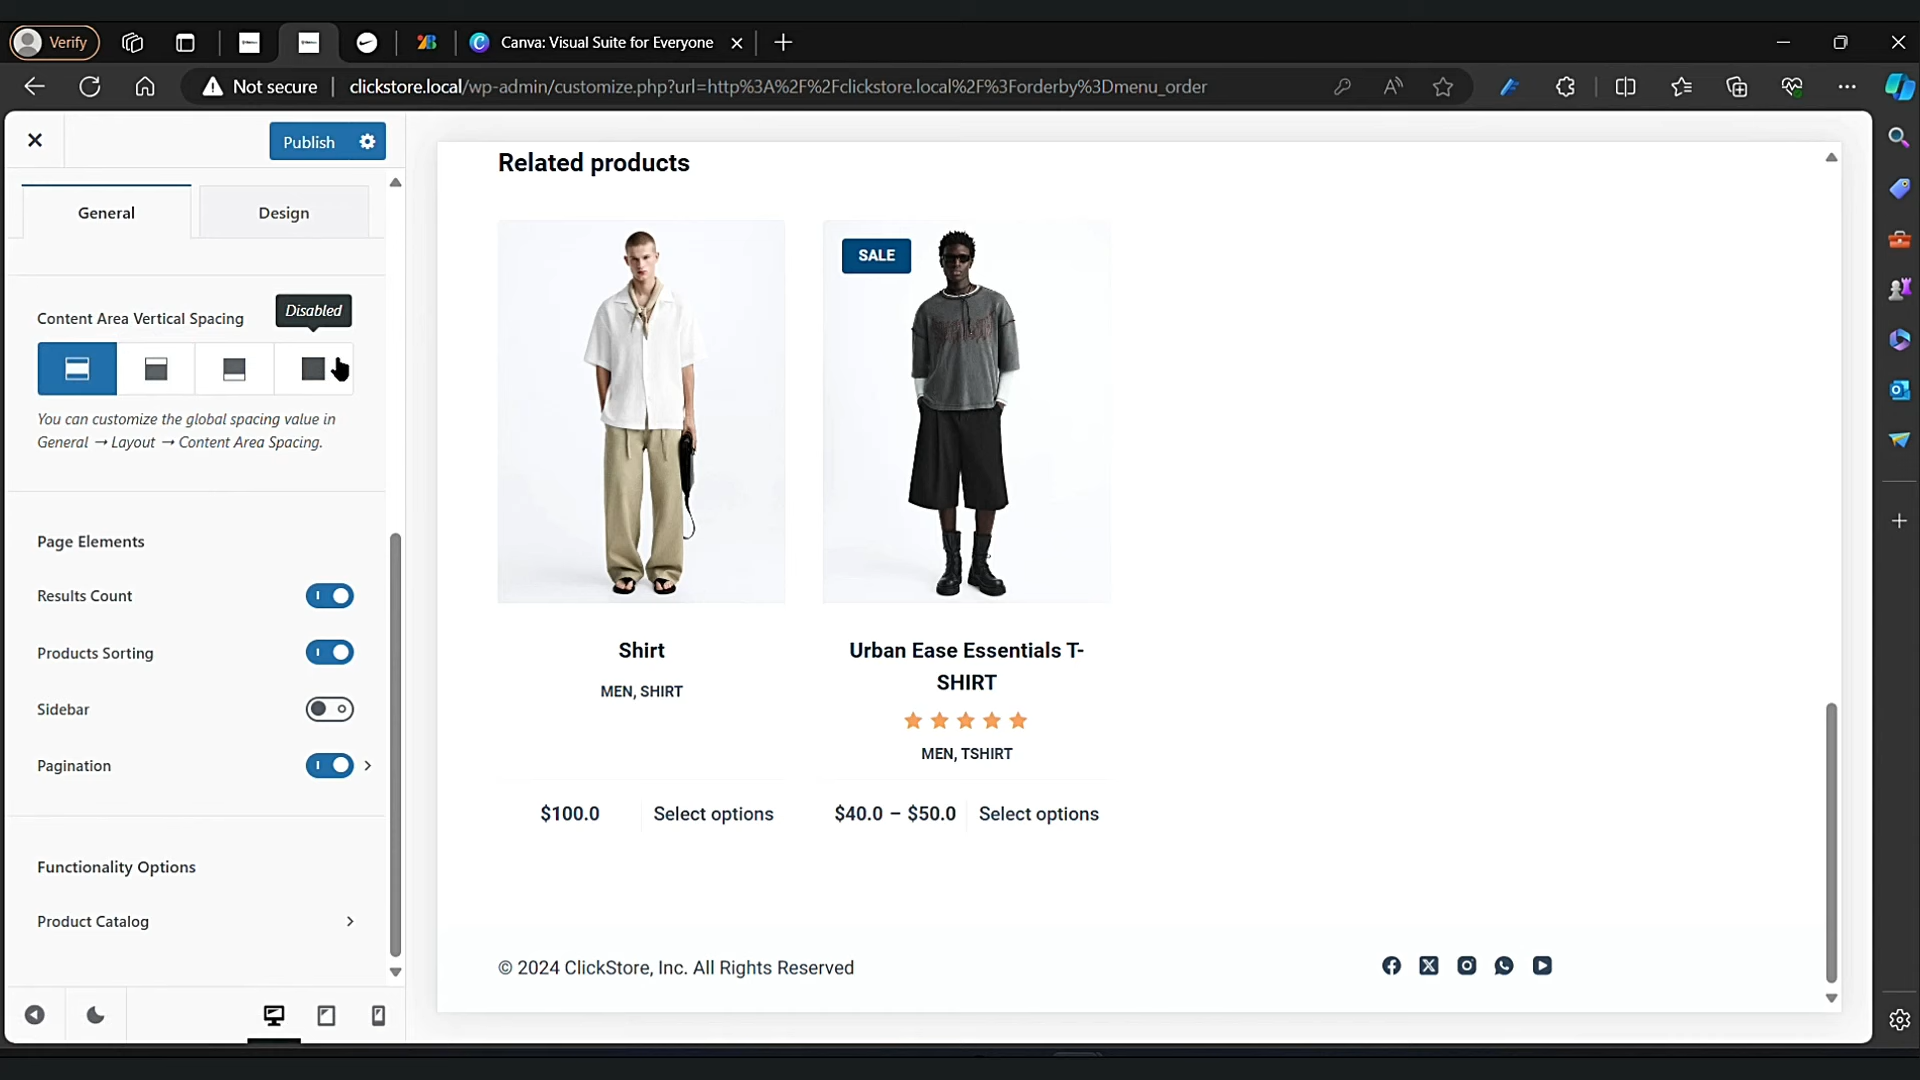 Verify
Canva: Visual Suite for Everyone
Not secure
clickstore.local/wp-admin/customize.php?url=http%3A%2F%2Fclickstore.local%2F%3Forderby%3Dmenu_order
Publish
General
Design
Content Area Vertical Spacing
Disabled
You can customize the global spacing value in
General → Layout → Content Area Spacing.
Page Elements
Results Count
Products Sorting
Sidebar
Pagination
Functionality Options
Product Catalog
Related products
SALE
Shirt
MEN, SHIRT
$100.0
Select options
Urban Ease Essentials T-
SHIRT
MEN, TSHIRT
$40.0 – $50.0
Select options
© 2024 ClickStore, Inc. All Rights Reserved